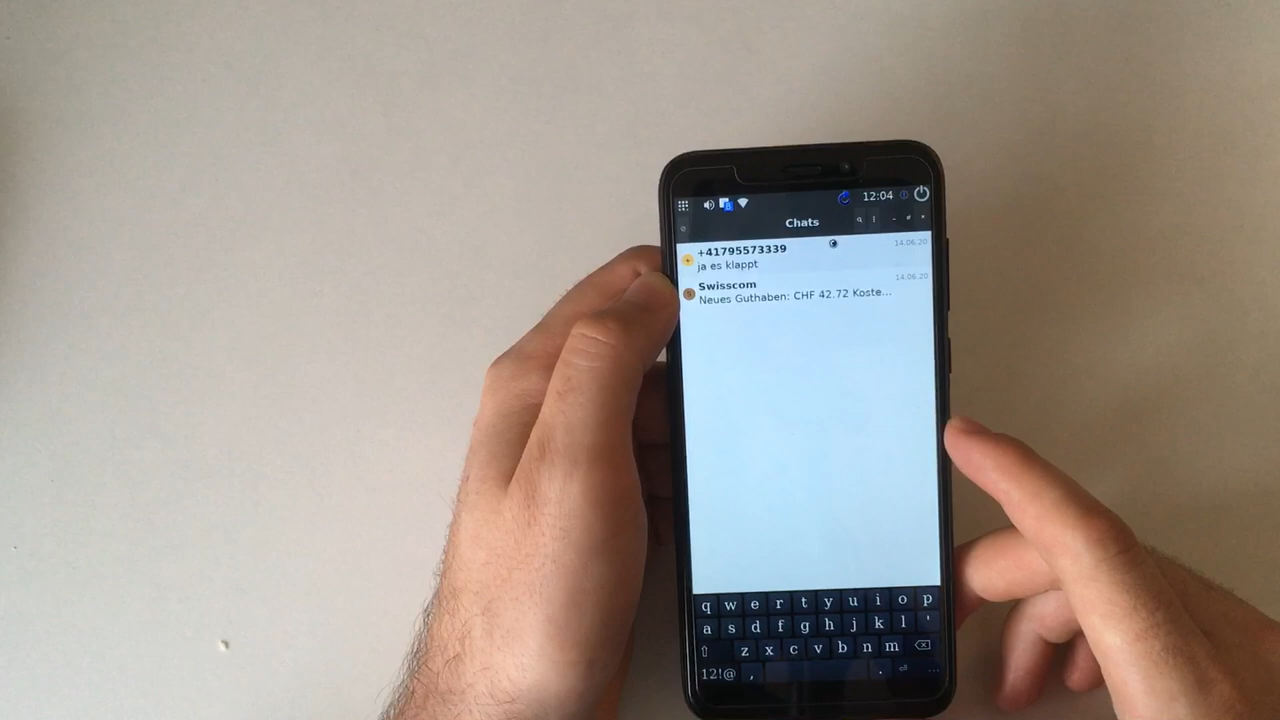 12:04
Chats
+41795573339
14.06.20
ja es klappt
Swisscom
14.06.20
Neues Guthaben: CHF 42.72 Koste...
q w e r t y u i o p
a s d f g h j k l '
z x c v b n m
12!@ , . ...